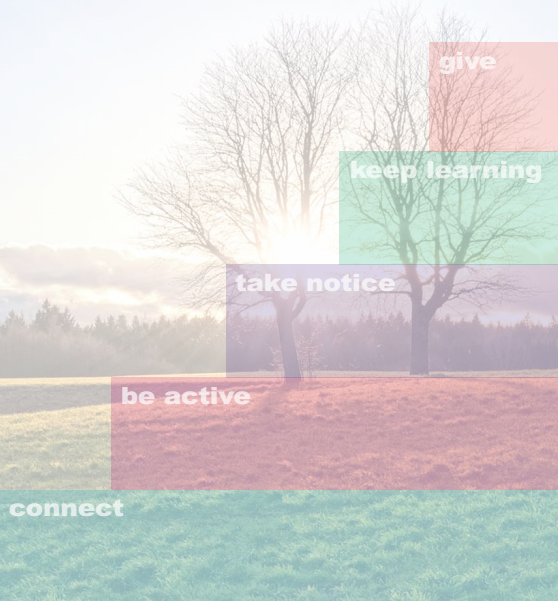 give
keep learning
take notice
be active
connect